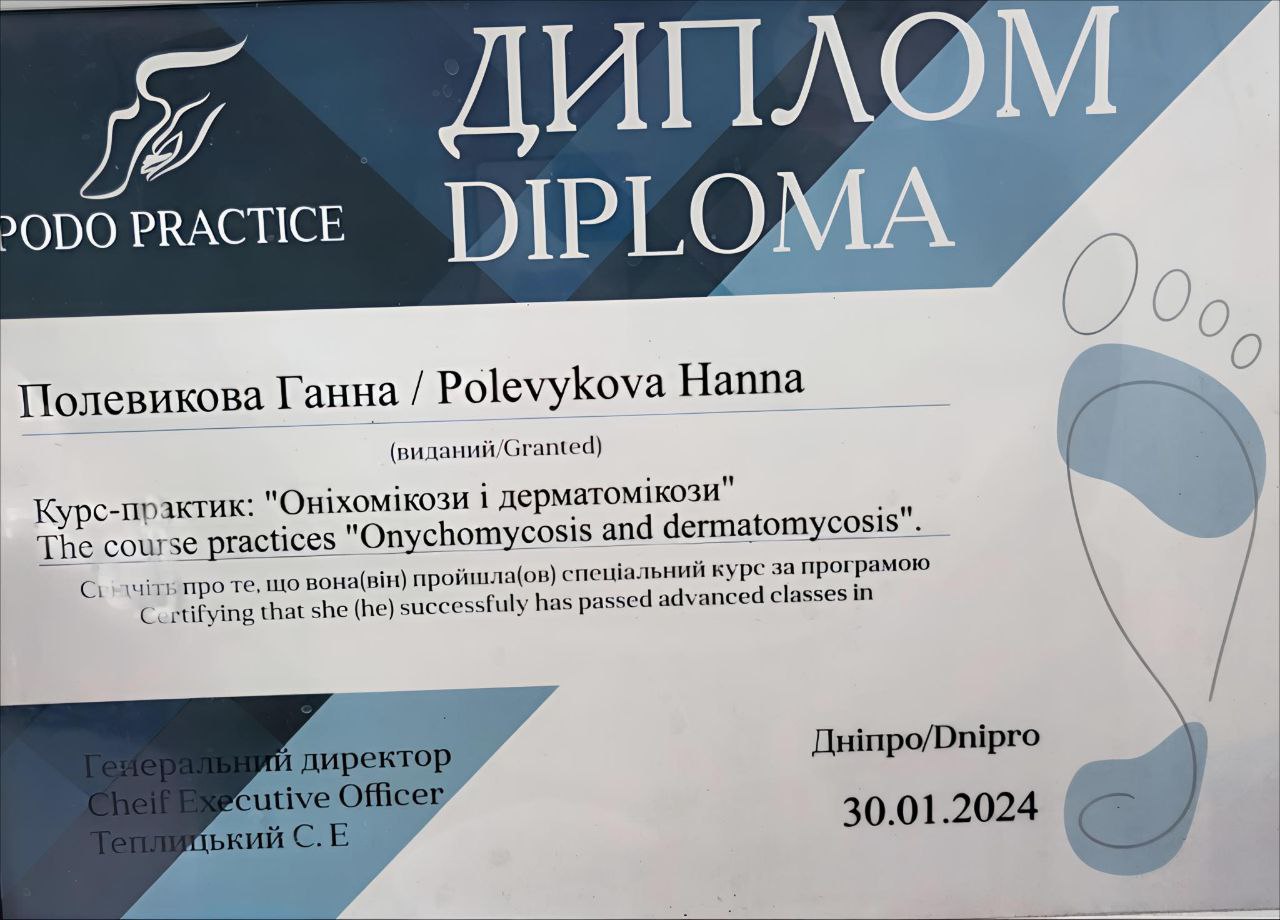 ДИПЛОМ
DIPLOMA
PODO PRACTICE
Полевикова Ганна / Polevykova Hanna
(виданий/Granted)
Курс-практик: "Оніхомікози і дерматомікози"
The course practices "Onychomycosis and dermatomycosis".
Свідчіть про те, що вона(він) пройшла(ов) спеціальний курс за програмою
Certifying that she (he) successfuly has passed advanced classes in
Генеральний директор
Cheif Executive Officer
Теплицький С. Е
Дніпро/Dnipro
30.01.2024